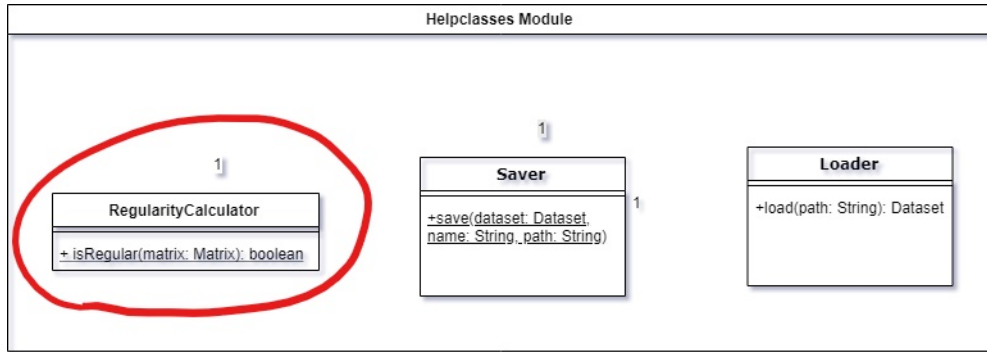 Helpclasses Module
1
RegularityCalculator
+ isRegular(matrix: Matrix): boolean
1
Saver
+save(dataset: Dataset,
name: String, path: String)
1
Loader
+load(path: String): Dataset